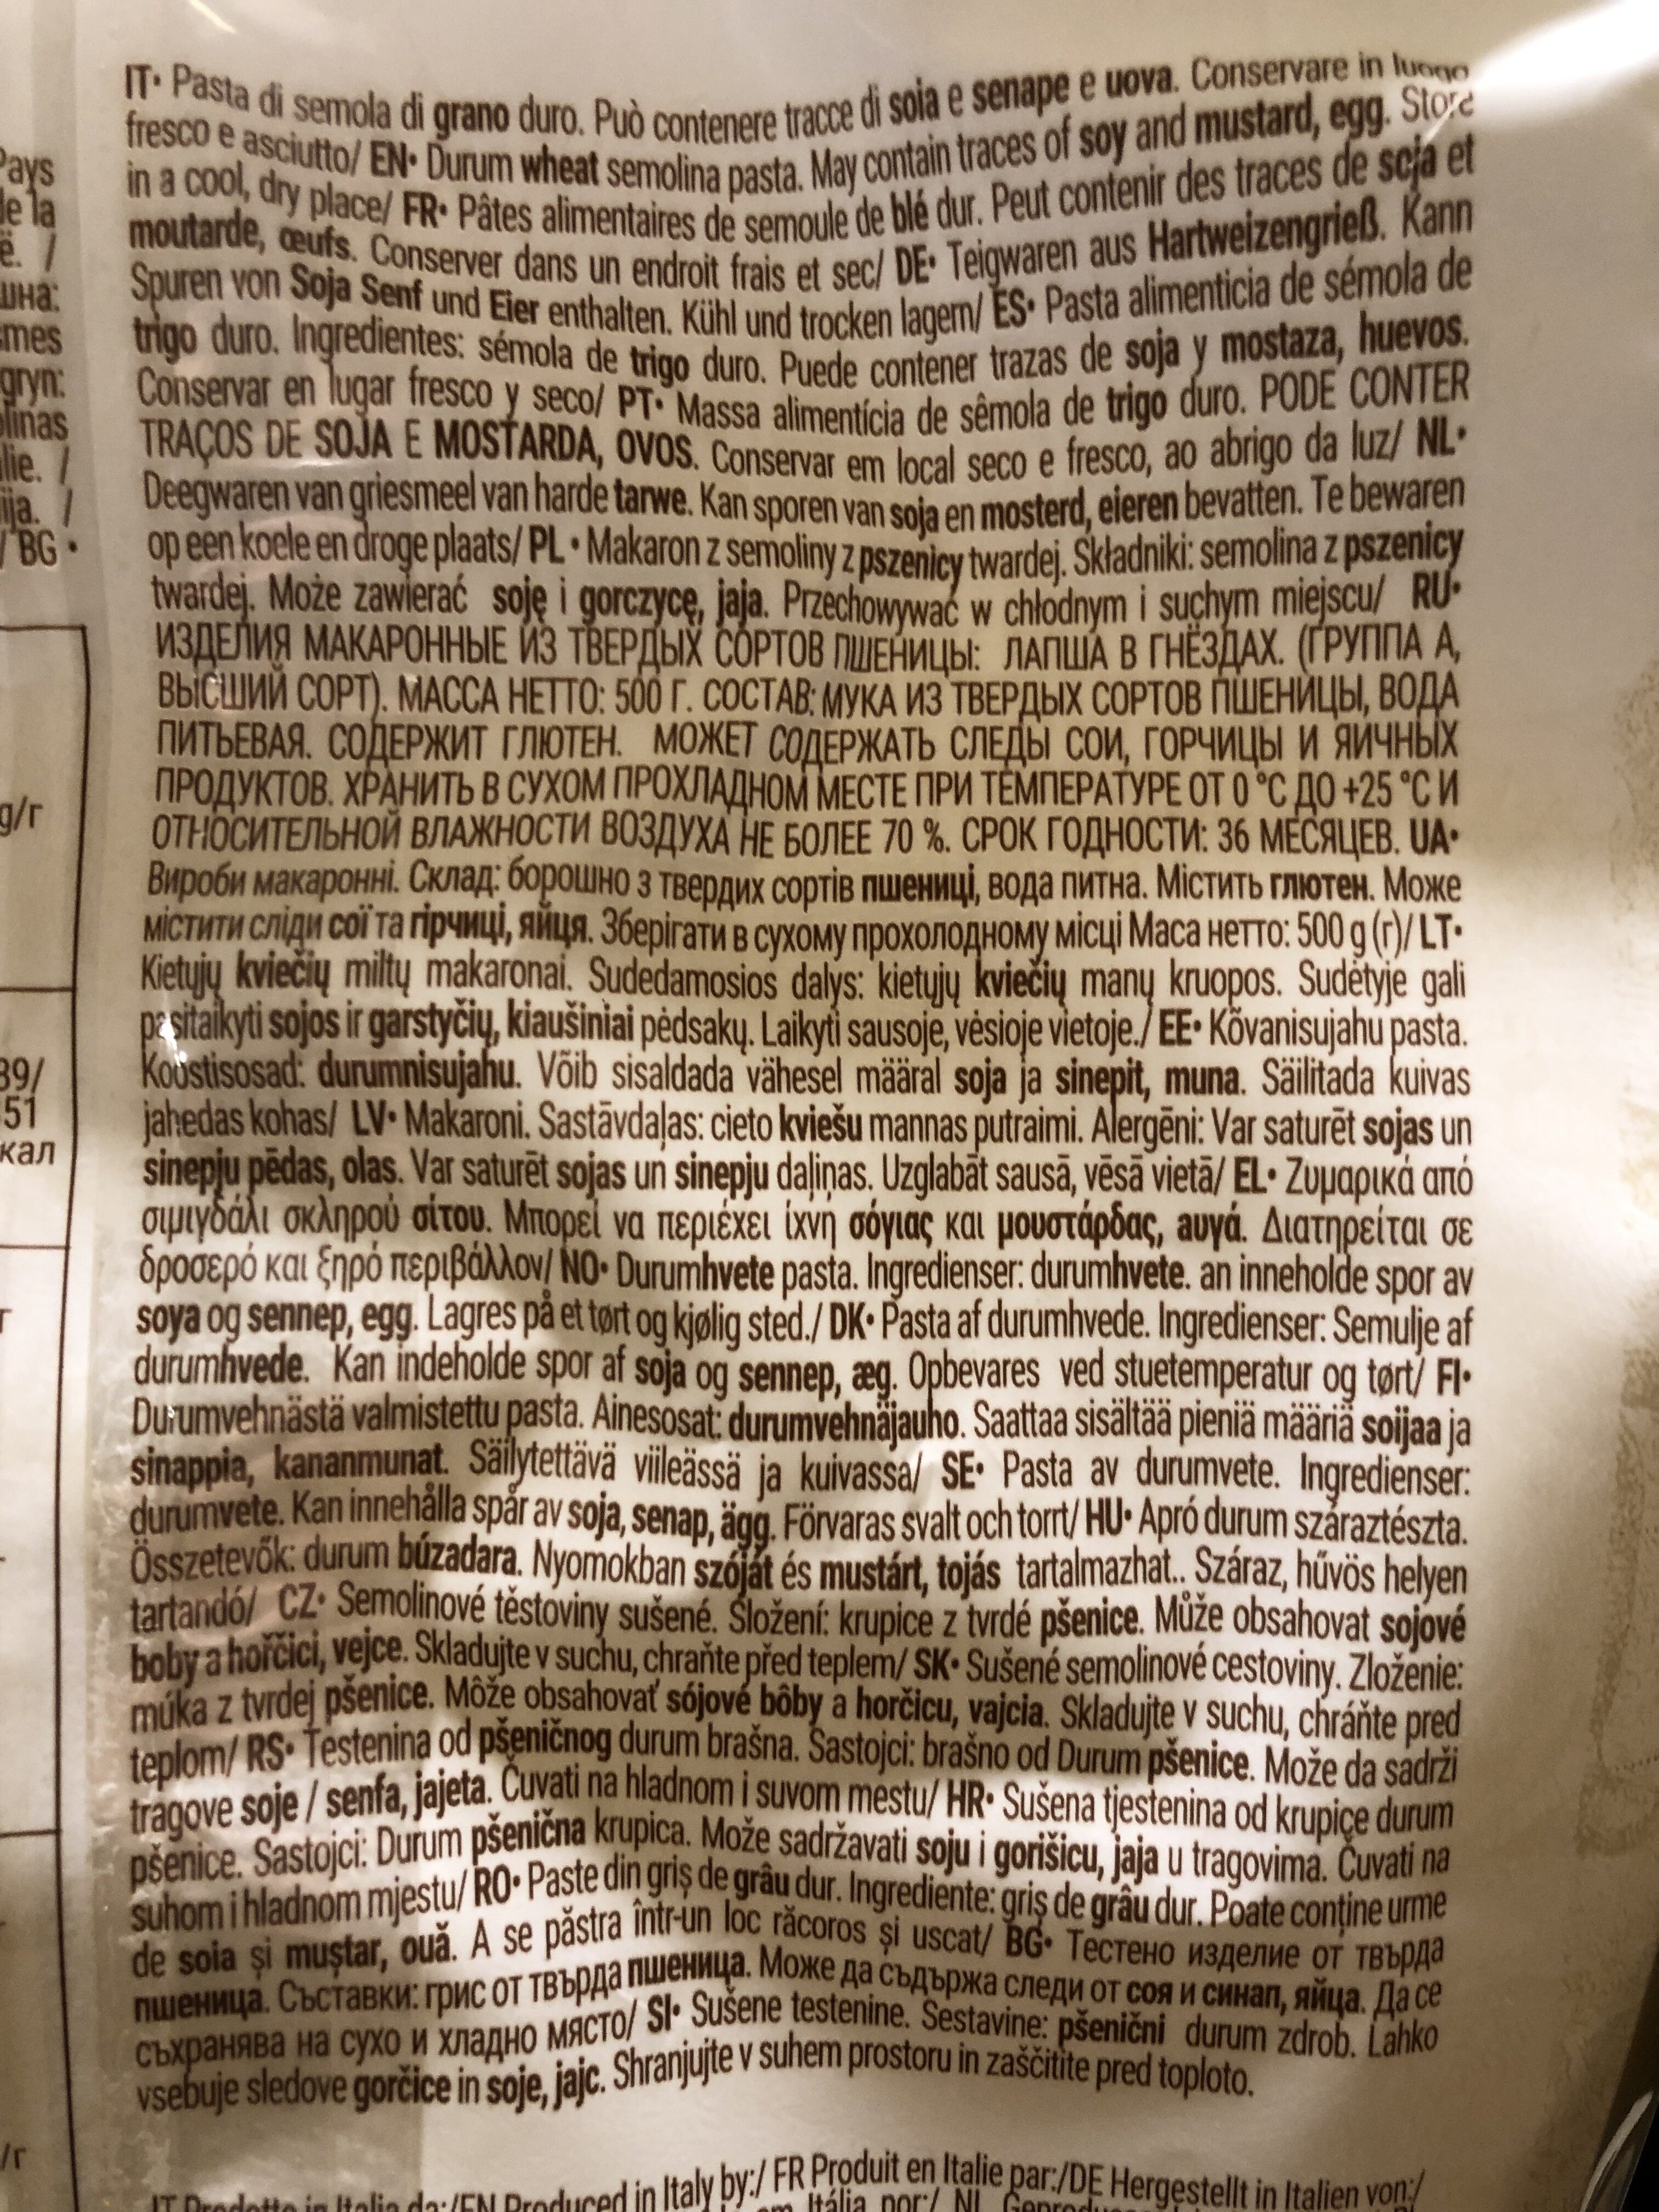 IT• Pasta di semola di grano duro. Può contenere tracce di soia e senape e uova. Conservare in luogo
fresco e asciutto/ EN• Durum wheat semolina pasta. May contain traces of soy and mustard, egg. Store
in a cool, dry place/ FR• Pâtes alimentaires de semoule de blé dur. Peut contenir des traces de soja et
moutarde, œufs. Conserver dans un endroit frais et sec/ DE• Teigwaren aus Hartweizengrieß. Kann
Spuren von Soja Senf und Eier enthalten. Kühl und trocken lagern/ ES• Pasta alimenticia de sémola de
trigo duro. Ingredientes: sémola de trigo duro. Puede contener trazas de soja y mostaza, huevos.
Conservar en lugar fresco y seco/ PT• Massa alimentícia de sêmola de trigo duro. PODE CONTER
TRAÇOS DE SOJA E MOSTARDA, OVOS. Conservar em local seco e fresco, ao abrigo da luz/ NL•
Deegwaren van griesmeel van harde tarwe. Kan sporen van soja en mosterd, eieren bevatten. Te bewaren
op een koele en droge plaats/ PL • Makaron z semoliny z pszenicy twardej. Składniki: semolina z pszenicy
twardej. Może zawierać soję i gorczycę, jaja. Przechowywać w chłodnym i suchym miejscu/ RU•
ИЗДЕЛИЯ МАКАРОННЫЕ ИЗ ТВЕРДЫХ СОРТОВ ПШЕНИЦЫ: ЛАПША В ГНЁЗДАХ. (ГРУППА А,
ВЫСШИЙ СОРТ). МАССА НЕТТО: 500 Г. СОСТАВ: МУКА ИЗ ТВЕРДЫХ СОРТОВ ПШЕНИЦЫ, ВОДА
ПИТЬЕВАЯ. СОДЕРЖИТ ГЛЮТЕН. МОЖЕТ СОДЕРЖАТЬ СЛЕДЫ СОИ, ГОРЧИЦЫ И ЯИЧНЫХ
ПРОДУКТОВ. ХРАНИТЬ В СУХОМ ПРОХЛАДНОМ МЕСТЕ ПРИ ТЕМПЕРАТУРЕ ОТ 0 °C ДО +25 °C И
ОТНОСИТЕЛЬНОЙ ВЛАЖНОСТИ ВОЗДУХА НЕ БОЛЕЕ 70 %. СРОК ГОДНОСТИ: 36 МЕСЯЦЕВ. UA•
Вироби макаронні. Склад: борошно з твердих сортів пшениці, вода питна. Містить глютен. Може
містити сліди сої та гірчиці, яйця. Зберігати в сухому прохолодному місці Маса нетто: 500 g (г)/ LT•
Kietųjų kviečių miltų makaronai. Sudedamosios dalys: kietųjų kviečių manų kruopos. Sudėtyje gali
pasitaikyti sojos ir garstyčių, kiaušiniai pėdsakų. Laikyti sausoje, vėsioje vietoje./ EE• Kõvanisujahu pasta.
Koostisosad: durumnisujahu. Võib sisaldada vähesel määral soja ja sinepit, muna. Säilitada kuivas
jahedas kohas/ LV• Makaroni. Sastāvdaļas: cieto kviešu mannas putraimi. Alergēni: Var saturēt sojas un
sinepju pēdas, olas. Var saturēt sojas un sinepju daļiņas. Uzglabāt sausā, vēsā vietā/ EL• Ζυμαρικά από
σιμιγδάλι σκληρού σίτου. Μπορεί να περιέχει ίχνη σόγιας και μουστάρδας, αυγά. Διατηρείται σε
δροσερό και ξηρό περιβάλλον/ NO• Durumhvete pasta. Ingredienser: durumhvete. an inneholde spor av
soya og sennep, egg. Lagres på et tørt og kjølig sted./ DK• Pasta af durumhvede. Ingredienser: Semulje af
durumhvede. Kan indeholde spor af soja og sennep, æg. Opbevares ved stuetemperatur og tørt/ FI•
Durumvehnästä valmistettu pasta. Ainesosat: durumvehnäjauho. Saattaa sisältää pieniä määriä soijaa ja
sinappia, kananmunat. Säilytettävä viileässä ja kuivassa/ SE• Pasta av durumvete. Ingredienser:
durumvete. Kan innehålla spår av soja, senap, ägg. Förvaras svalt och torrt/ HU• Apró durum száraztészta.
Összetevők: durum búzadara. Nyomokban szóját és mustárt, tojás tartalmazhat.. Száraz, hűvös helyen
tartandó/ CZ• Semolinové těstoviny sušené. Složení: krupice z tvrdé pšenice. Může obsahovat sojové
boby a hořčici, vejce. Skladujte v suchu, chraňte před teplem/ SK• Sušené semolinové cestoviny. Zloženie:
múka z tvrdej pšenice. Môže obsahovať sójové bôby a horčicu, vajcia. Skladujte v suchu, chráňte pred
teplom/ RS• Testenina od pšeničnog durum brašna. Sastojci: brašno od Durum pšenice. Može da sadrži
tragove soje / senfa, jajeta. Čuvati na hladnom i suvom mestu/ HR• Sušena tjestenina od krupice durum
pšenice. Sastojci: Durum pšenična krupica. Može sadržavati soju i gorišicu, jaja u tragovima. Čuvati na
suhom i hladnom mjestu/ RO• Paste din griș de grâu dur. Ingrediente: griș de grâu dur. Poate conține urme
de soia și muștar, ouă. A se păstra într-un loc răcoros și uscat/ BG• Тестено изделие от твърда
пшеница. Съставки: грис от твърда пшеница. Може да съдържа следи от соя и синап, яйца. Да се
съхранява на сухо и хладно място/ SI• Sušene testenine. Sestavine: pšenični durum zdrob. Lahko
vsebuje sledove gorčice in soje, jajc. Shranjujte v suhem prostoru in zaščitite pred toploto.
IT Prodotto in Italia da:/EN Produced in Italy by:/ FR Produit en Italie par:/DE Hergestellt in Italien von:/
Itália por:/ NL
Pays
de la
/
mes
gryn:
/
/
/ BG •
g/г
39/
51
кал
/г